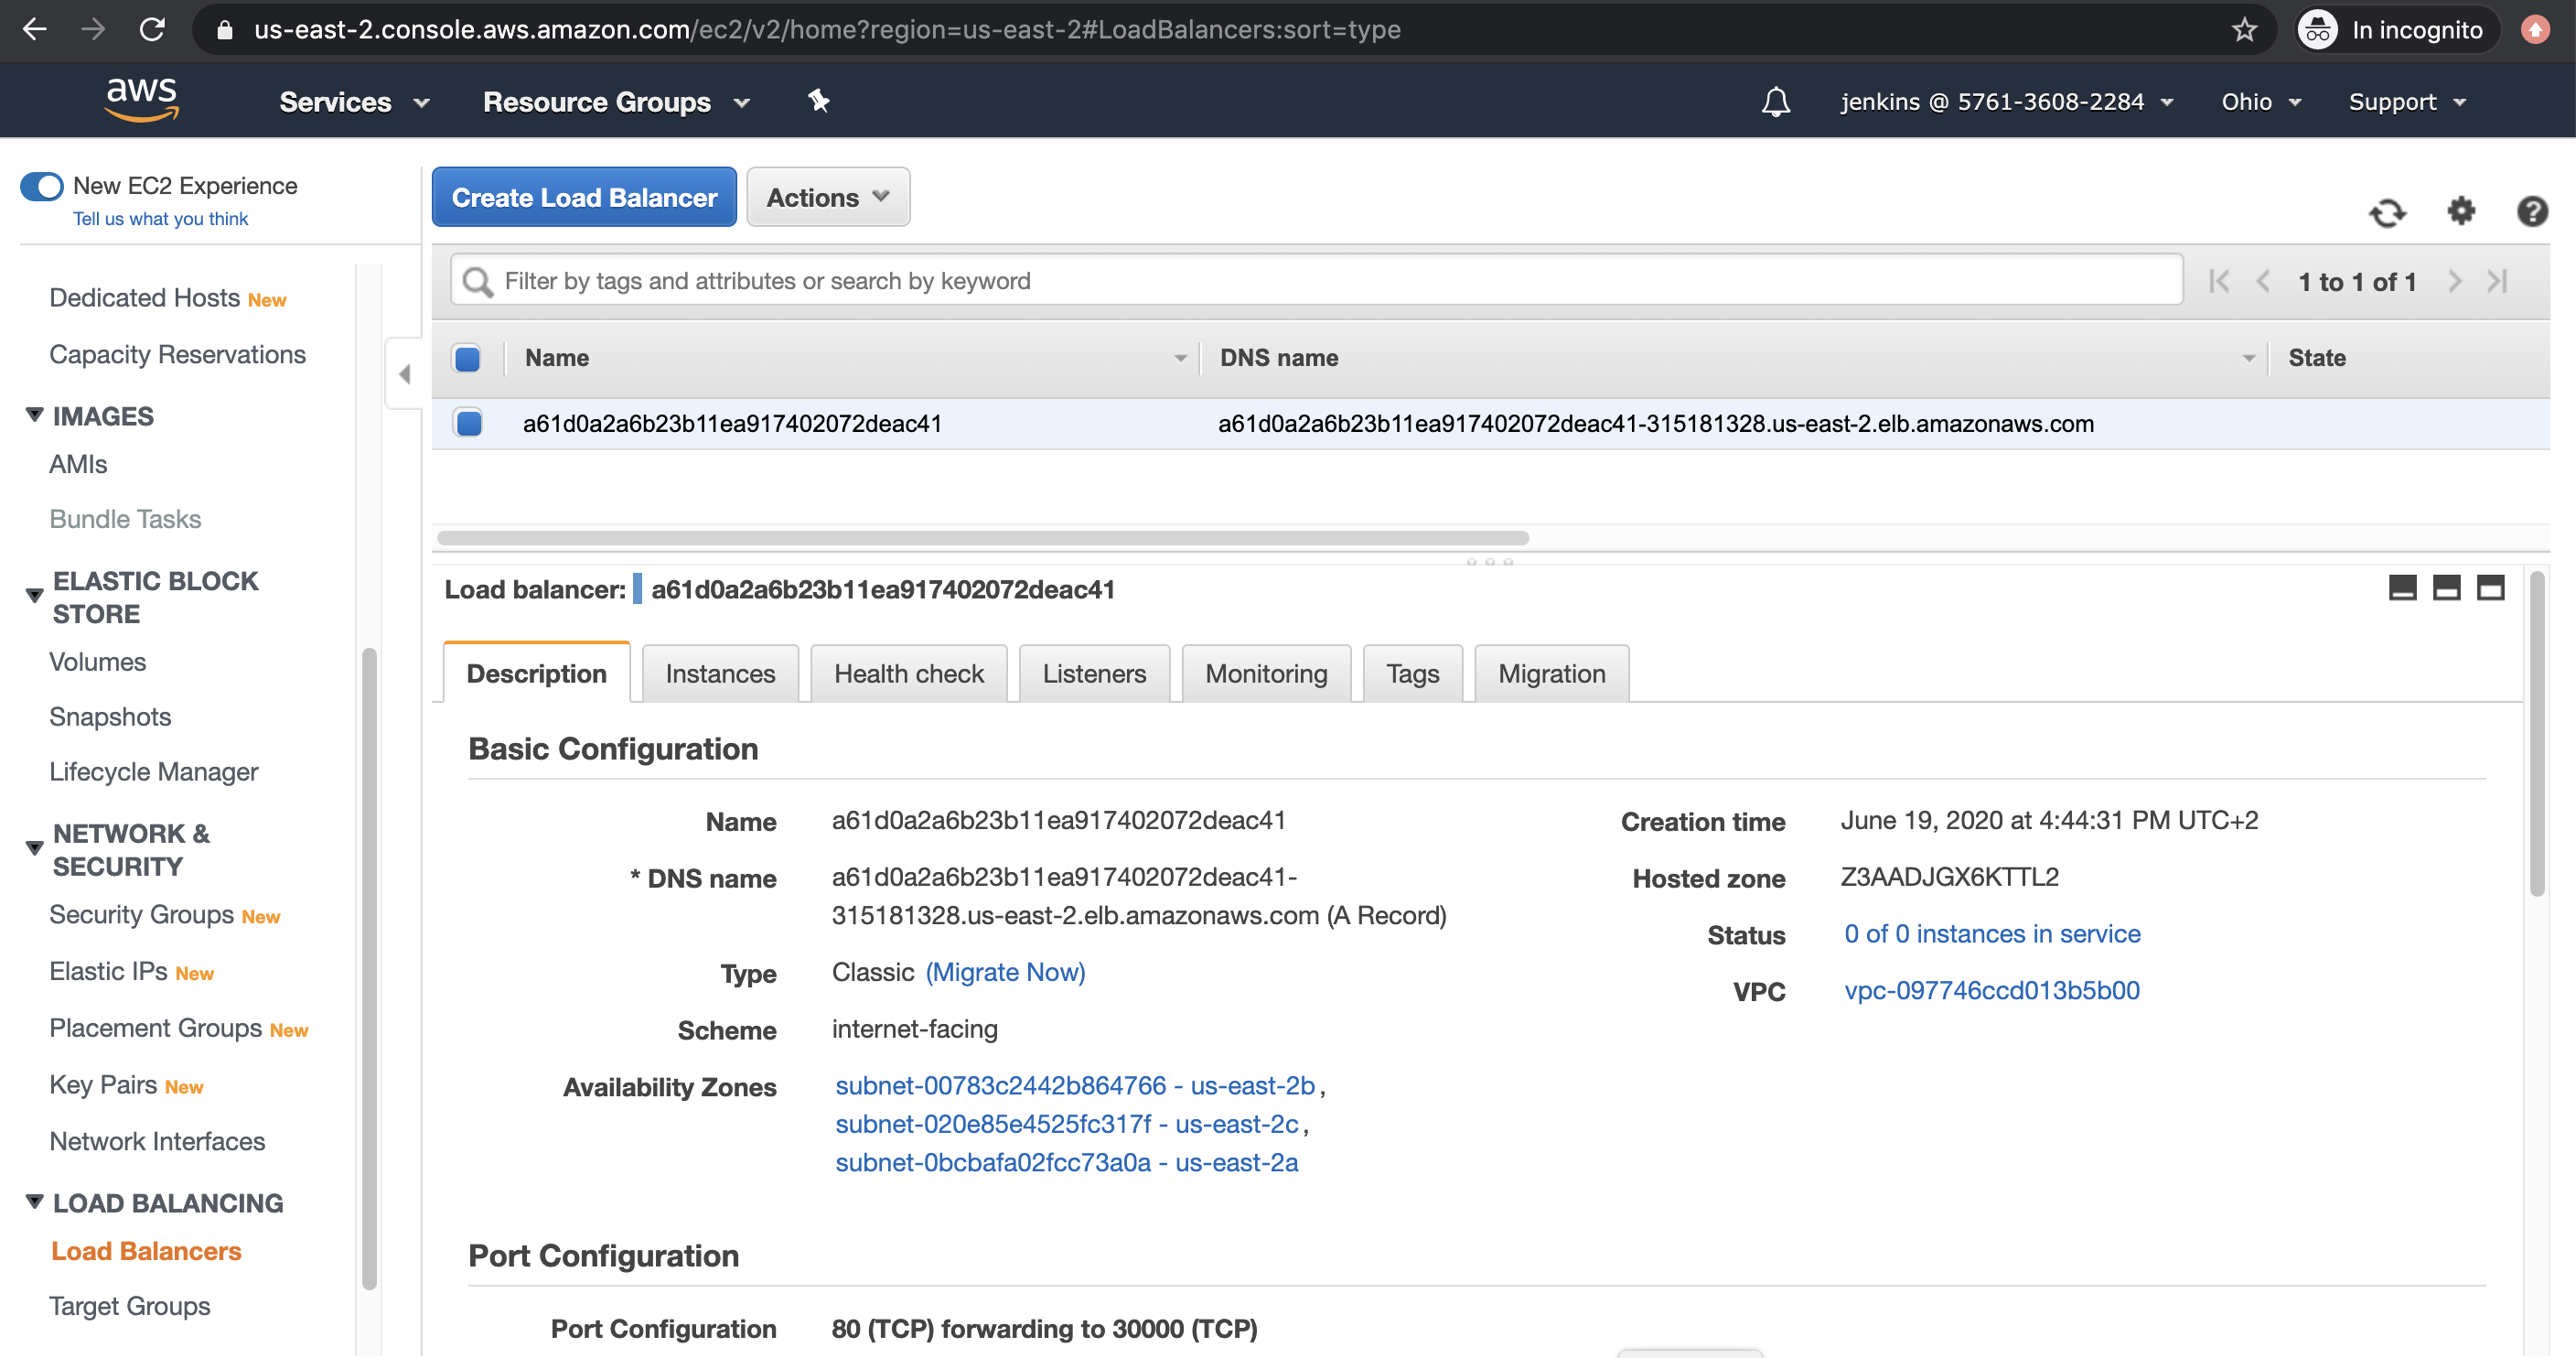 us-east-2.console.aws.amazon.com/ec2/v2/home?region=us-east-2#LoadBalancers:sort=type
In incognito
aws
Services
Resource Groups
jenkins @ 5761-3608-2284
Ohio
Support
New EC2 Experience
Tell us what you think
Dedicated Hosts New
Capacity Reservations
IMAGES
AMIs
Bundle Tasks
ELASTIC BLOCK
STORE
Volumes
Snapshots
Lifecycle Manager
NETWORK &
SECURITY
Security Groups New
Elastic IPs New
Placement Groups New
Key Pairs New
Network Interfaces
LOAD BALANCING
Load Balancers
Target Groups
Create Load Balancer
Actions
Filter by tags and attributes or search by keyword
1 to 1 of 1
Name
DNS name
State
a61d0a2a6b23b11ea917402072deac41
a61d0a2a6b23b11ea917402072deac41-315181328.us-east-2.elb.amazonaws.com
Load balancer: a61d0a2a6b23b11ea917402072deac41
Description
Instances
Health check
Listeners
Monitoring
Tags
Migration
Basic Configuration
Name
a61d0a2a6b23b11ea917402072deac41
* DNS name
a61d0a2a6b23b11ea917402072deac41-
315181328.us-east-2.elb.amazonaws.com (A Record)
Type
Classic (Migrate Now)
Scheme
internet-facing
Availability Zones
subnet-00783c2442b864766 - us-east-2b,
subnet-020e85e4525fc317f - us-east-2c,
subnet-0bcbafa02fcc73a0a - us-east-2a
Creation time
June 19, 2020 at 4:44:31 PM UTC+2
Hosted zone
Z3AADJGX6KTTL2
Status
0 of 0 instances in service
VPC
vpc-097746ccd013b5b00
Port Configuration
Port Configuration
80 (TCP) forwarding to 30000 (TCP)